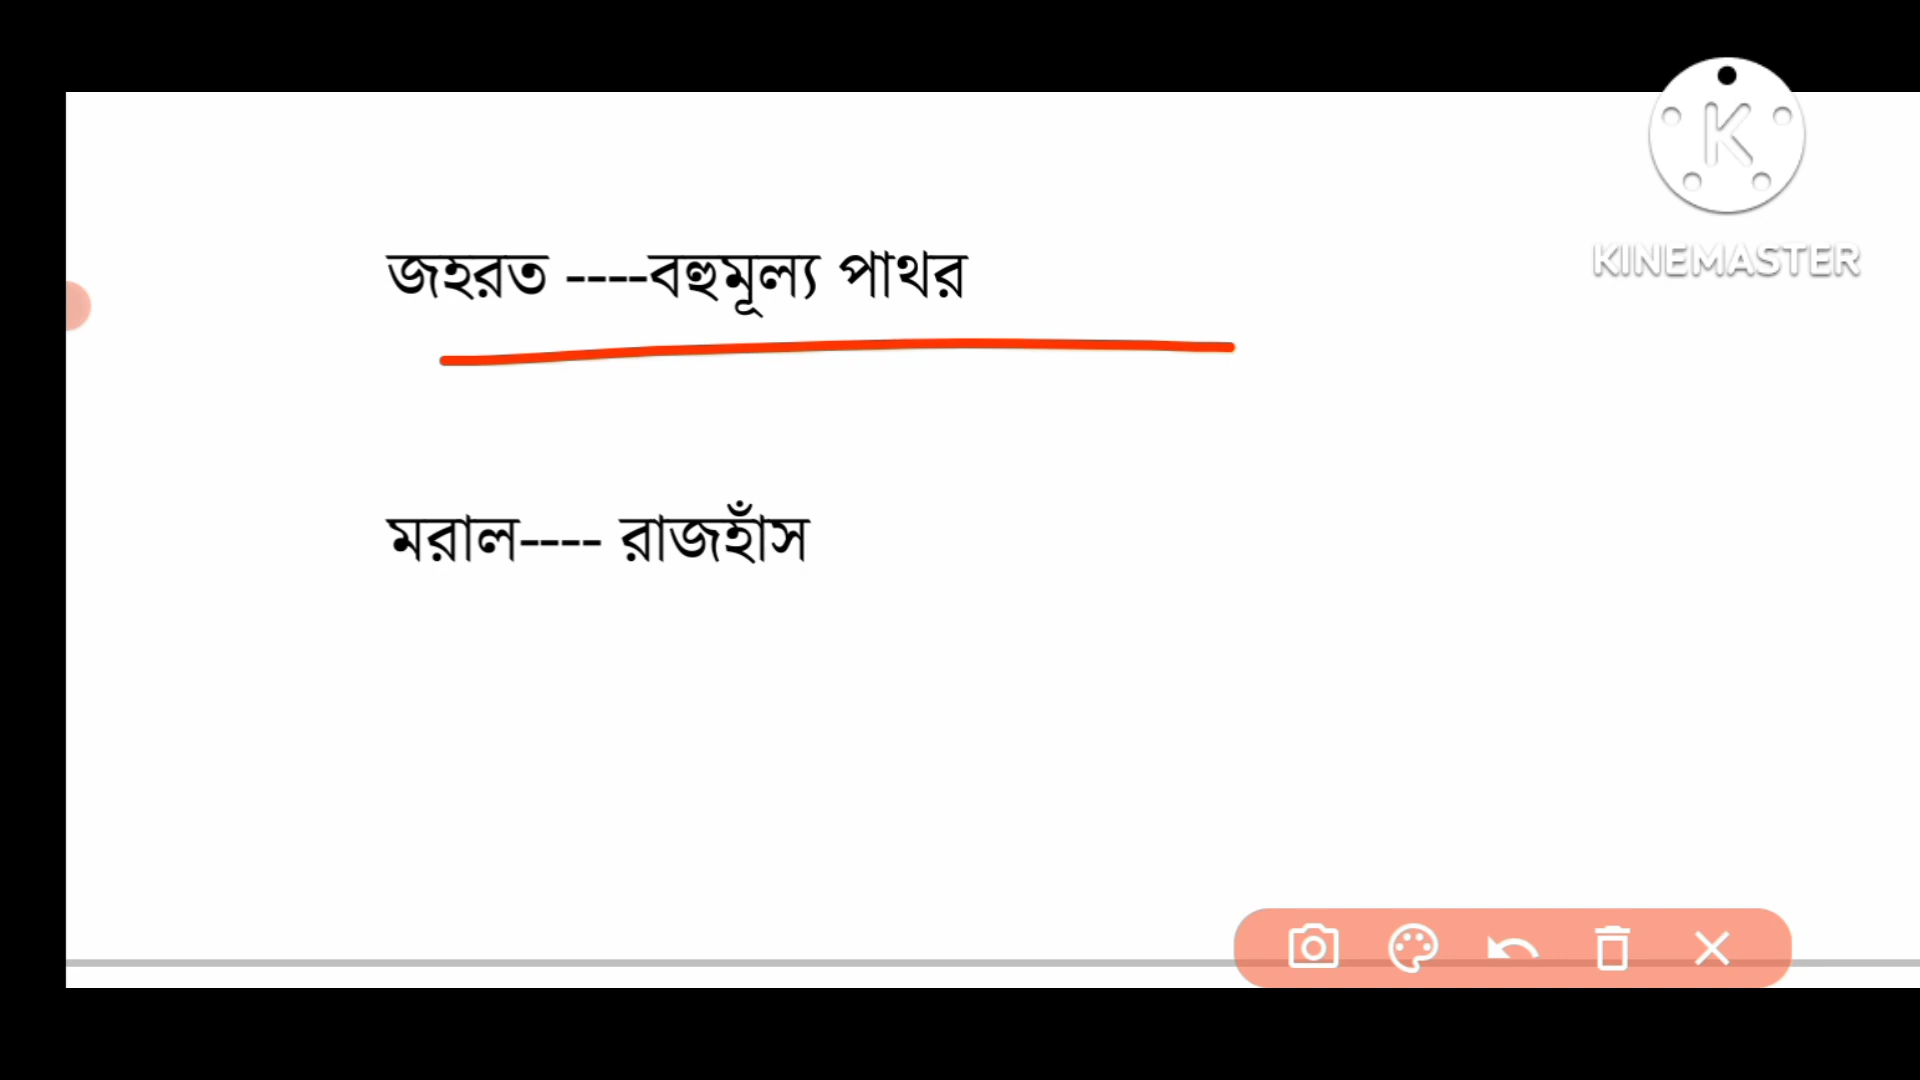 জহরত ----বহুমূল্য পাথর
মরাল---- রাজহাঁস
K
KINEMASTER